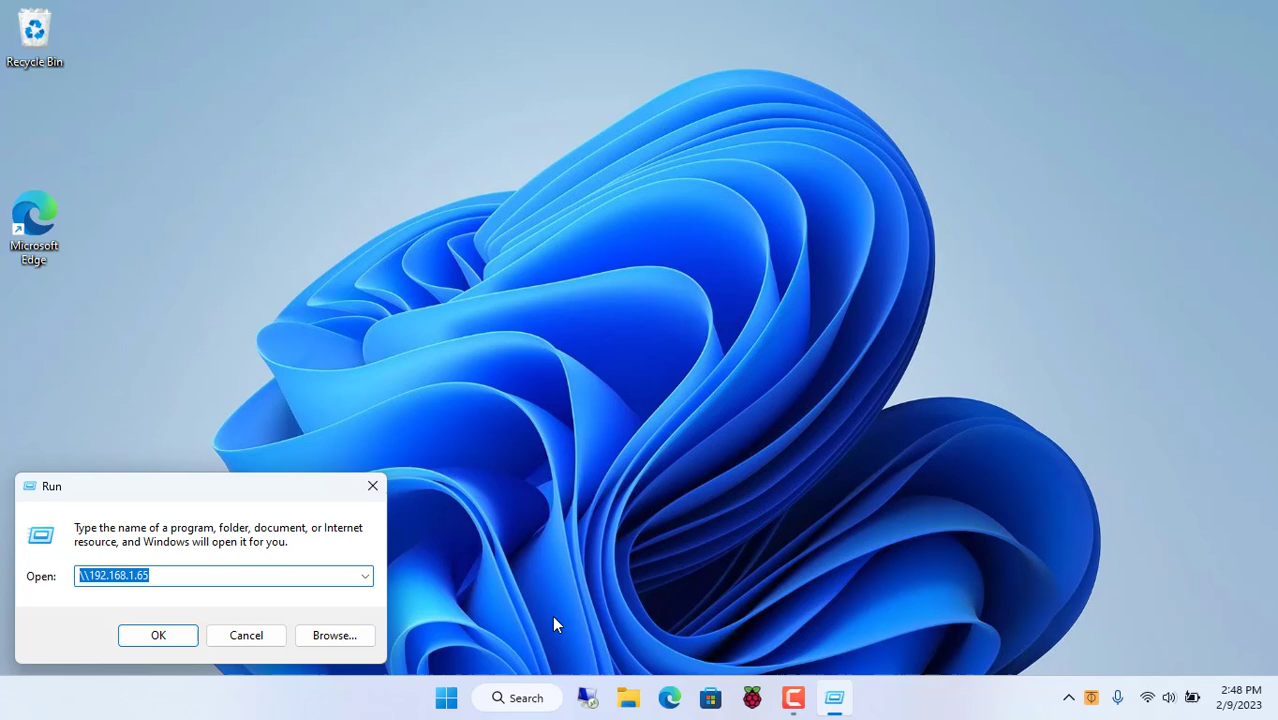 Recycle Bin
Microsoft
Edge
Run
Type the name of a program, folder, document, or Internet
resource, and Windows will open it for you.
Open:
\\192.168.1.65
OK
Cancel
Browse...
Search
2:48 PM
2/9/2023